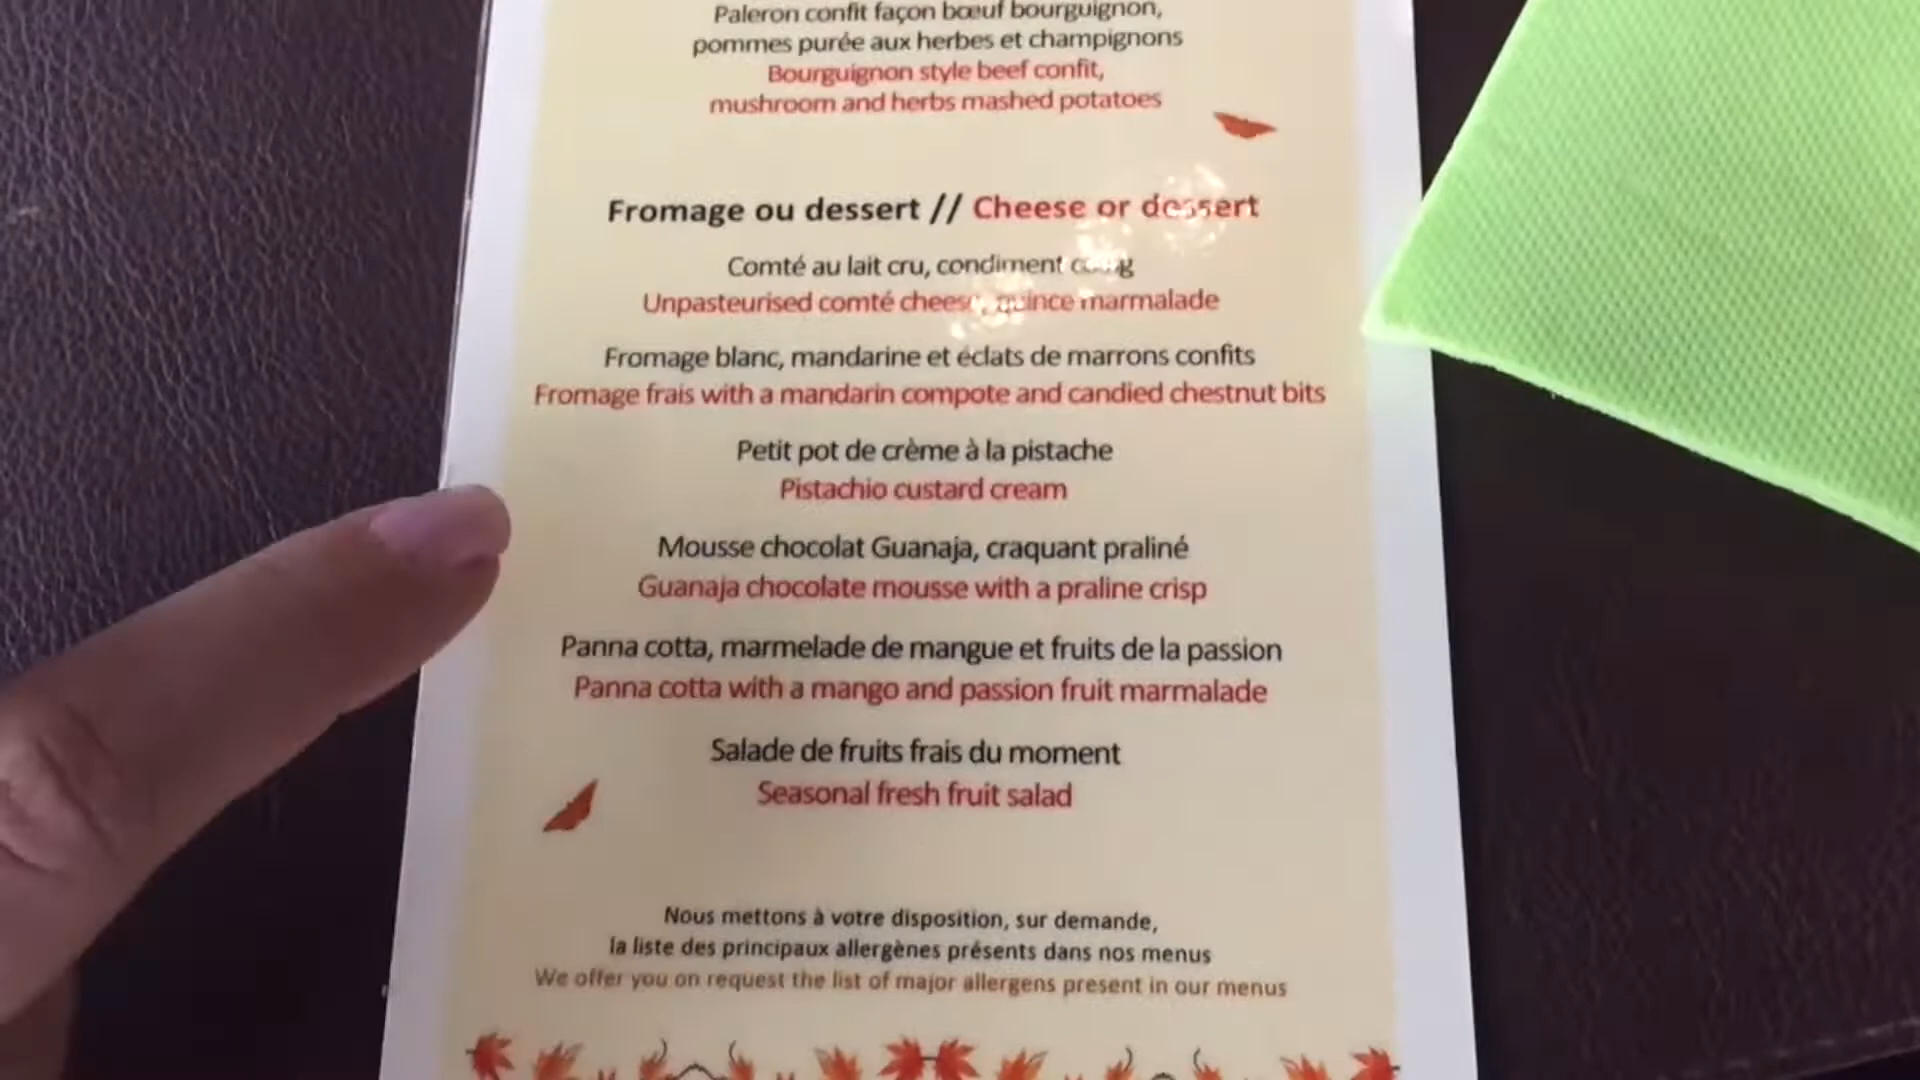 Paleron confit façon bœuf bourguignon,
pommes purée aux herbes et champignons
Bourguignon style beef confit,
mushroom and herbs mashed potatoes
Fromage ou dessert // Cheese or dessert
Comté au lait cru, condiment
Unpasteurised comté cheese, quince marmalade
Fromage blanc, mandarine et éclats de marrons confits
Fromage frais with a mandarin compote and candied chestnut bits
Petit pot de crème à la pistache
Pistachio custard cream
Mousse chocolat Guanaja, craquant praliné
Guanaja chocolate mousse with a praline crisp
Panna cotta, marmelade de mangue et fruits de la passion
Panna cotta with a mango and passion fruit marmalade
Salade de fruits frais du moment
Seasonal fresh fruit salad
Nous mettons à votre disposition, sur demande,
la liste des principaux allergènes présents dans nos menus
We offer you on request the list of major allergens present in our menus